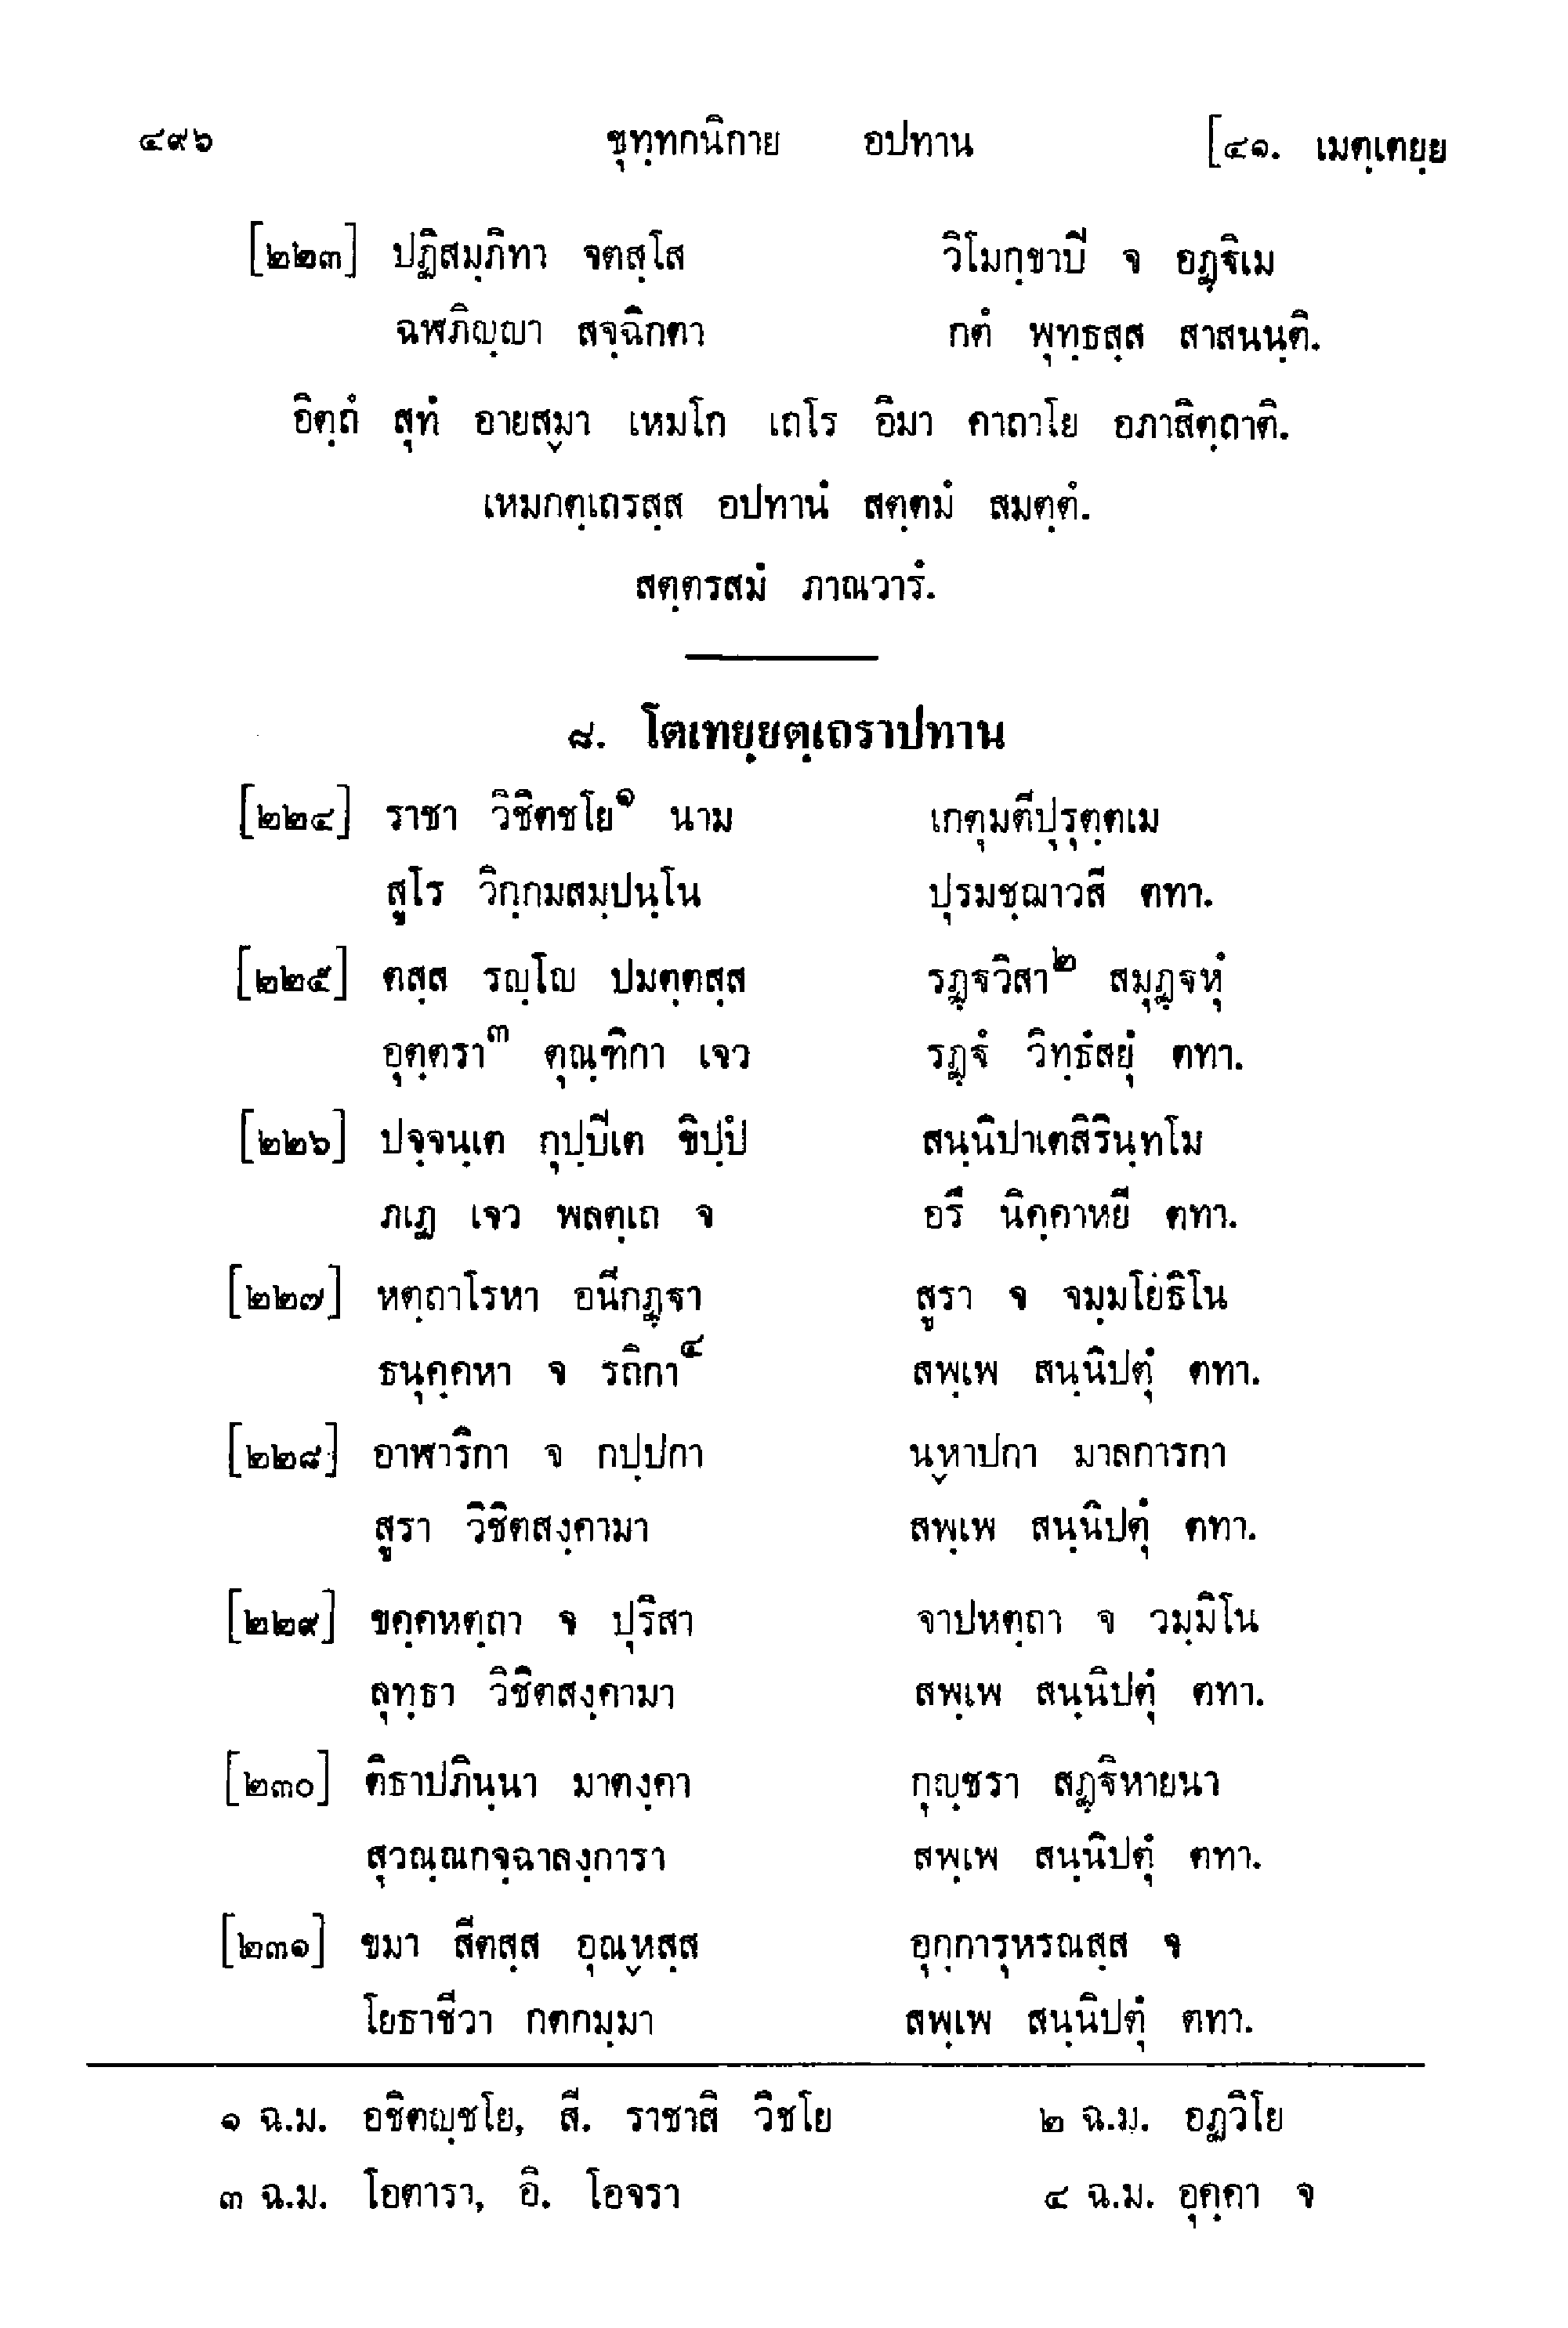 ๔๙๖ ขุทฺทกนิกาย อปทาน [๔๑. เมตฺเตยฺย
[๒๒๓] ปฏิสมฺภิทา จตสฺโส วิโมกฺขาปี จ อฏฺฐิเม
ฉฬภิญฺญา สจฺฉิกตา กตํ พุทฺธสฺส สาสนนฺติ.
อิตฺถํ สุทํ อายสฺมา เหมโก เถโร อิมา คาถาโย อภาสิตฺถาติ.
เหมกตฺเถรสฺส อปทานํ สตฺตมํ สมตฺตํ.
สตฺตรสมํ ภาณวารํ.
๘. โตเทยฺยตฺเถราปทาน
[๒๒๔] ราชา วิชิตชโย๑ นาม เกตุมตีปุรุตฺตเม
สูโร วิกฺกมสมฺปนฺโน ปุรมชฺฌาวสี ตทา.
[๒๒๕] ตสฺส รญฺโญ ปมตฺตสฺส รฏฺฐวิสา๒ สมุฏฺฐหุํ
อุตฺตรา๓ ตุณฺฑิกา เจว รฏฺฐํ วิทฺธํสยุํ ตทา.
[๒๒๖] ปจฺจนฺเต กุปฺปีเต ขิปฺปํ สนฺนิปาเตสิรินฺทโม
ภเฏ เจว พลตฺเถ จ อรึ นิคฺคาหยี ตทา.
[๒๒๗] หตฺถาโรหา อนีกฏฺฐา สูรา จ จมฺมโยธิโน
ธนุคฺคหา จ รถิกา๔ สพฺเพ สนฺนิปตุํ ตทา.
[๒๒๘] อาฬาริกา จ กปฺปกา นฺหาปกา มาลการกา
สูรา วิชิตสงฺคามา สพฺเพ สนฺนิปตุํ ตทา.
[๒๒๙] ขคฺคหตฺถา จ ปุริสา จาปหตฺถา จ วมฺมิโน
ลุทฺธา วิชิตสงฺคามา สพฺเพ สนฺนิปตุํ ตทา.
[๒๓๐] ติธาปภินฺนา มาตงฺคา กุญฺชรา สฏฺฐิหายนา
สุวณฺณกจฺฉาลงฺการา สพฺเพ สนฺนิปตุํ ตทา.
[๒๓๑] ขมา สีตสฺส อุณฺหสฺส อุกฺการุหรณสฺส จ
โยธาชีวา กตกมฺมา สพฺเพ สนฺนิปตุํ ตทา.
๑ ฉ.ม. อชิตญฺชโย, สี. ราชาสิ วิชโย ๒ ฉ.ม. อฏวิโย
๓ ฉ.ม. โอตารา, อิ. โอจรา ๔ ฉ.ม. อุคฺคา จ